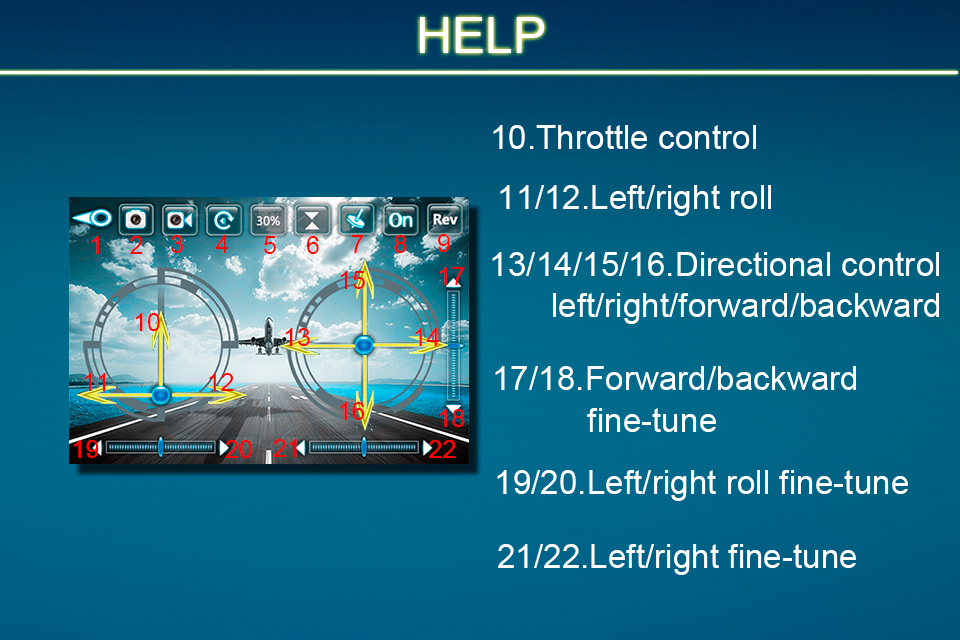 HELP
30%
On
Rev
1
2
3
4
5
6
7
8
9
10
11
12
13
14
15
16
17
18
19
20
21
22
10.Throttle control
11/12.Left/right roll
13/14/15/16.Directional control
left/right/forward/backward
17/18.Forward/backward
fine-tune
19/20.Left/right roll fine-tune
21/22.Left/right fine-tune